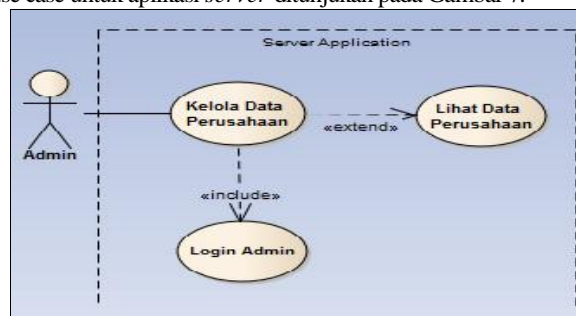 se case untuk aplikasi server ditunjukan pada Gambar 7.
Server Application
Kelola Data
Perusahaan
Lihat Data
Perusahaan
«extend»
Admin
«include»
Login Admin